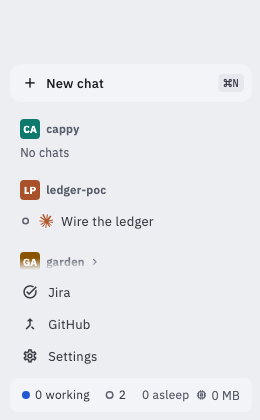 New chat ⌘N
CA cappy
No chats
LP ledger-poc
Wire the ledger
GA garden
Jira
GitHub
Settings
0 working 2 0 asleep 0 MB